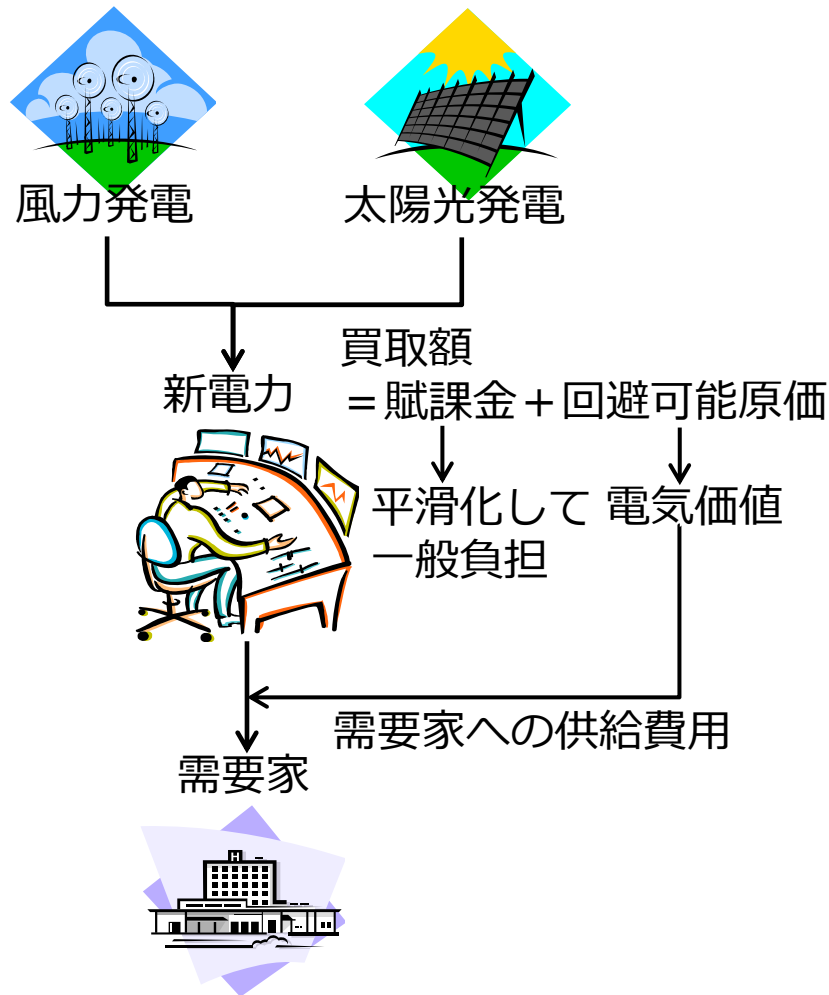 風力発電
太陽光発電
買取額
新電力
＝賦課金＋回避可能原価
平滑化して
一般負担
電気価値
需要家への供給費用
需要家